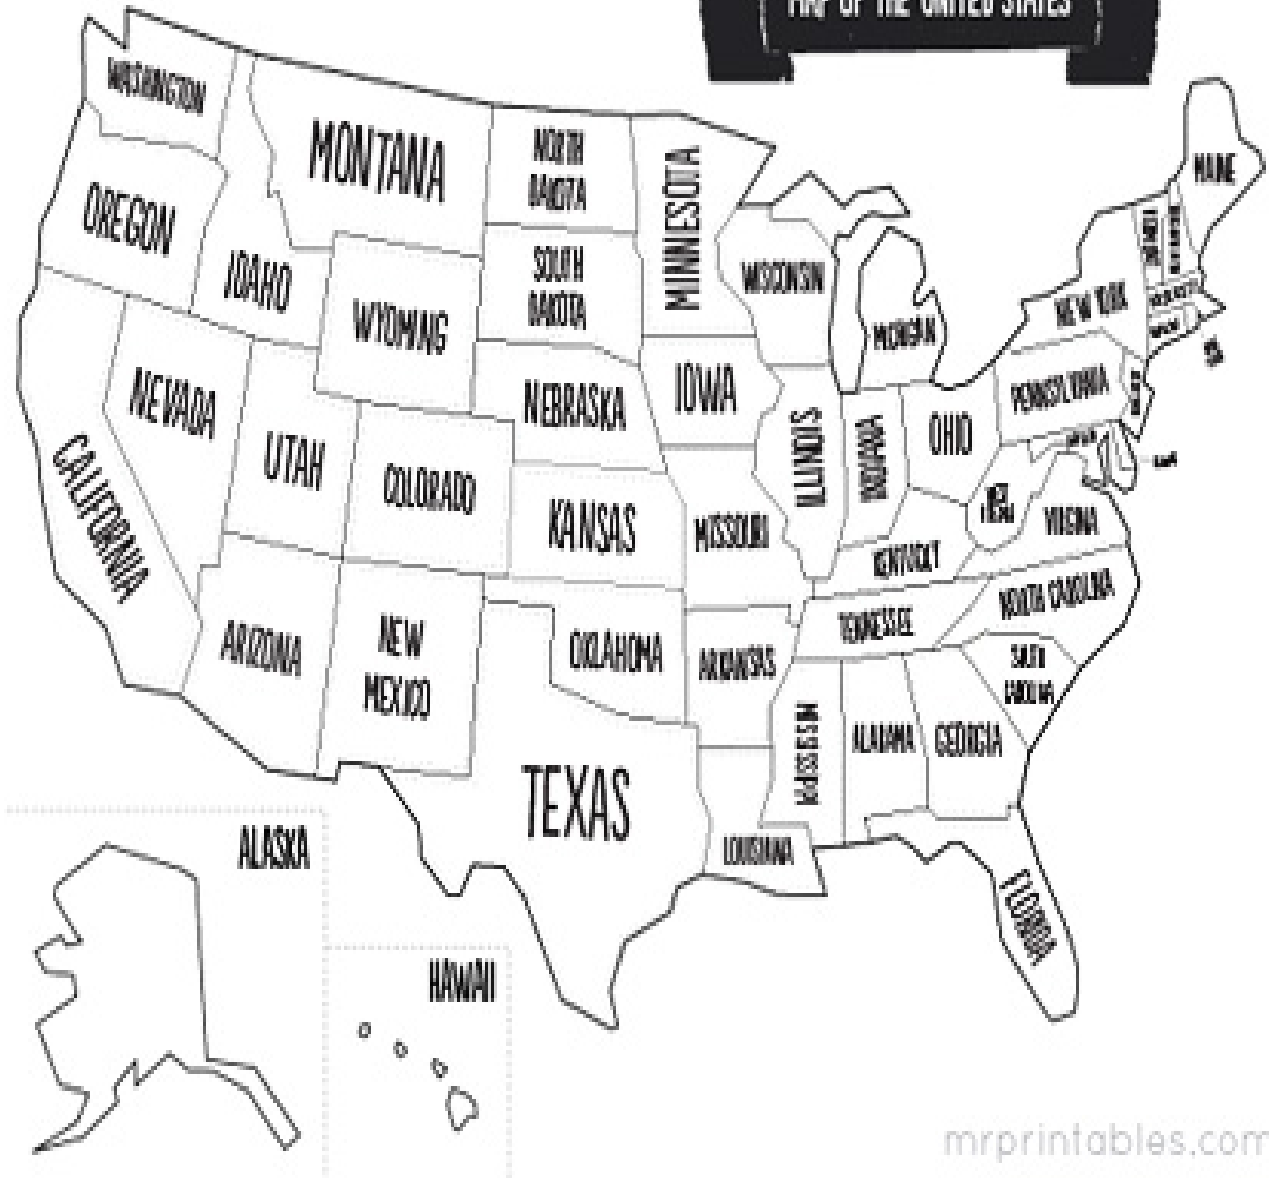 MAP OF THE UNITED STATES
WASHINGTON
MONTANA
NORTH
DAKOTA
MINNESOTA
MAINE
OREGON
IDAHO
WYOMING
SOUTH
DAKOTA
WISCONSIN
MICHIGAN
NEW YORK
NEVADA
UTAH
COLORADO
NEBRASKA
IOWA
ILLINOIS
INDIANA
OHIO
PENNSYLVANIA
CALIFORNIA
KANSAS
MISSOURI
KENTUCKY
WEST
VIRGINIA
VIRGINIA
ARIZONA
NEW
MEXICO
OKLAHOMA
ARKANSAS
TENNESSEE
NORTH CAROLINA
SOUTH
CAROLINA
TEXAS
LOUISIANA
MISSISSIPPI
ALABAMA
GEORGIA
FLORIDA
ALASKA
HAWAII
mrprintables.com